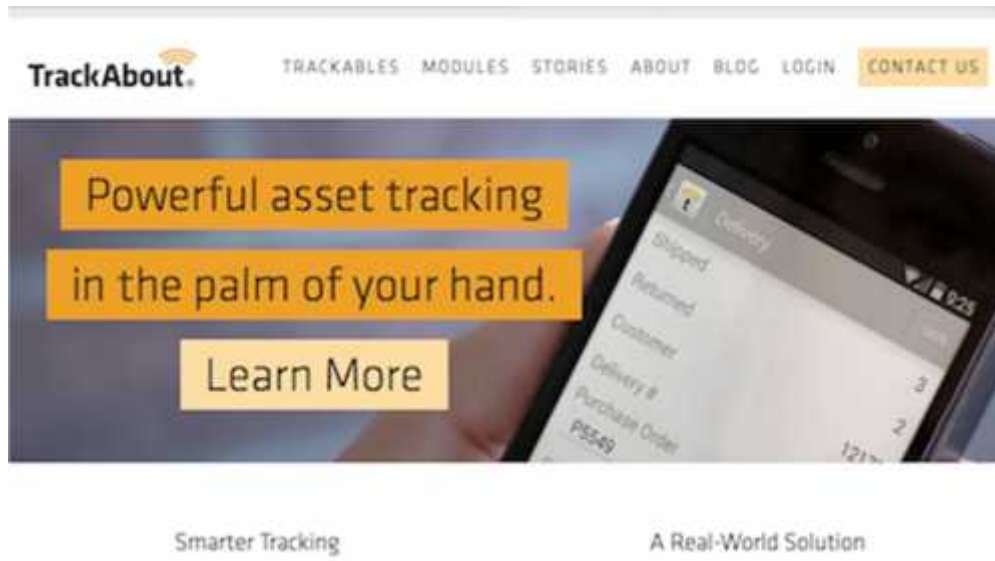 TrackAbout®
TRACKABLES MODULES STORIES ABOUT BLOG LOGIN CONTACT US
Powerful asset tracking
in the palm of your hand.
Learn More
t Delivery
9:25
Shipped 3
Returned 2
Customer
Delivery #
Purchase Order
P5549
Smarter Tracking
A Real-World Solution